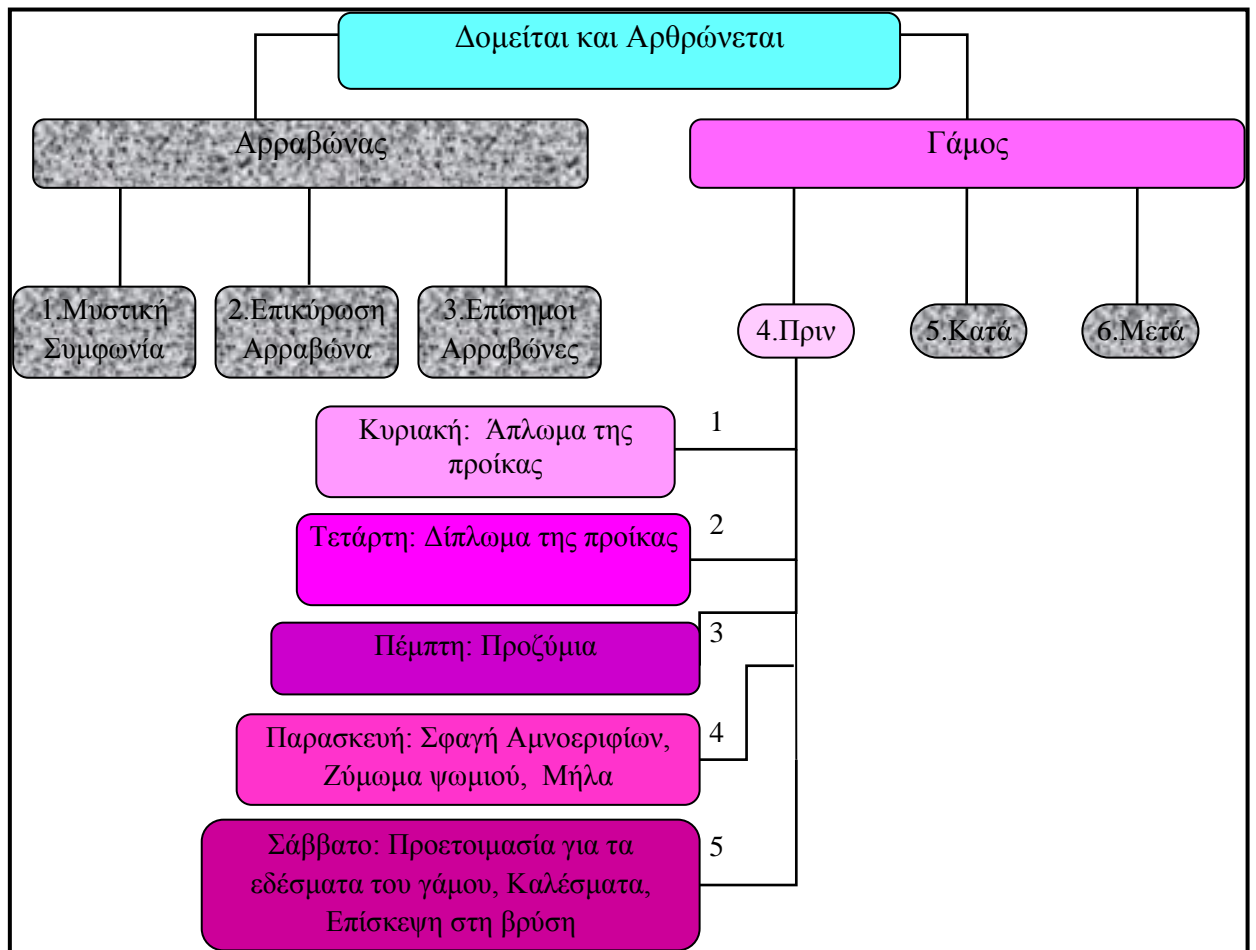 Δομείται και Αρθρώνεται
Αρραβώνας
Γάμος
1.Μυστική
Συμφωνία
2.Επικύρωση
Αρραβώνα
3.Επίσημοι
Αρραβώνες
4.Πριν
5.Κατά
6.Μετά
Κυριακή: Άπλωμα της
προίκας
1
Τετάρτη: Δίπλωμα της προίκας
2
Πέμπτη: Προζύμια
3
Παρασκευή: Σφαγή Αμνοεριφίων,
Ζύμωμα ψωμιού, Μήλα
4
Σάββατο: Προετοιμασία για τα
εδέσματα του γάμου, Καλέσματα,
Επίσκεψη στη βρύση
5